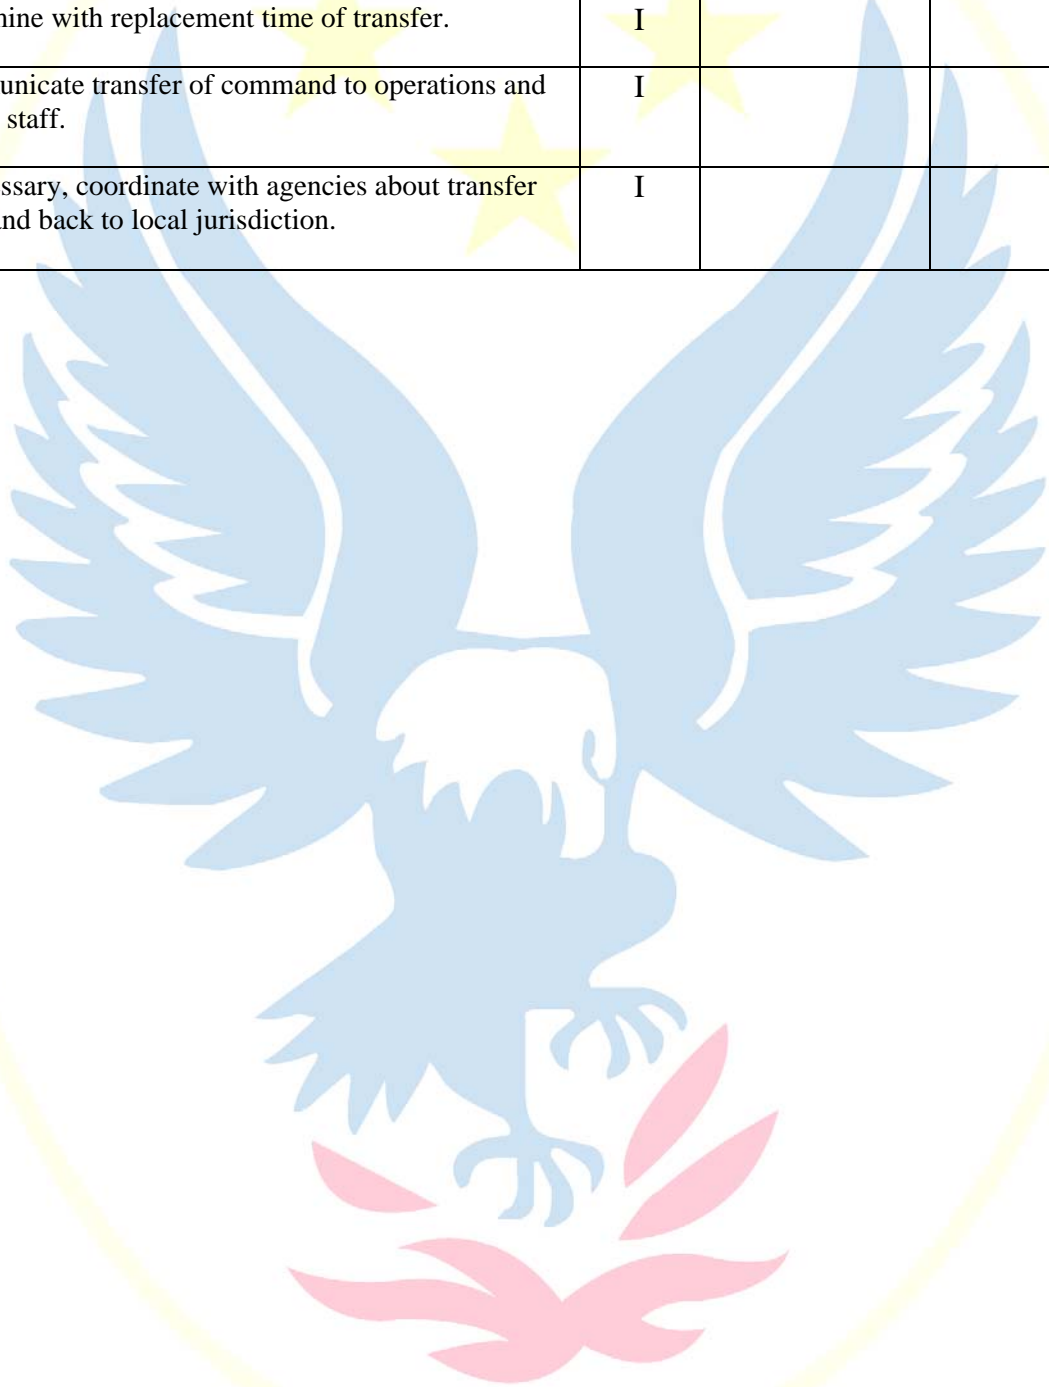 nine with replacement time of transfer. I
unicate transfer of command to operations and I
staff.
ssary, coordinate with agencies about transfer I
and back to local jurisdiction.